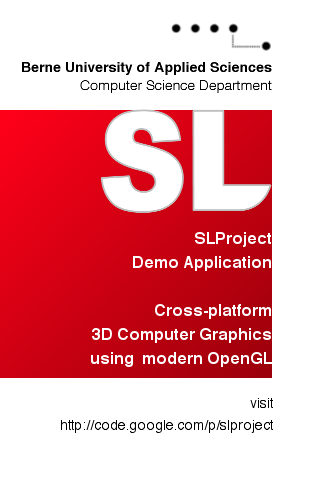 Berne University of Applied Sciences
Computer Science Department
SL
SLProject
Demo Application
Cross-platform
3D Computer Graphics
using modern OpenGL
visit
http://code.google.com/p/slproject